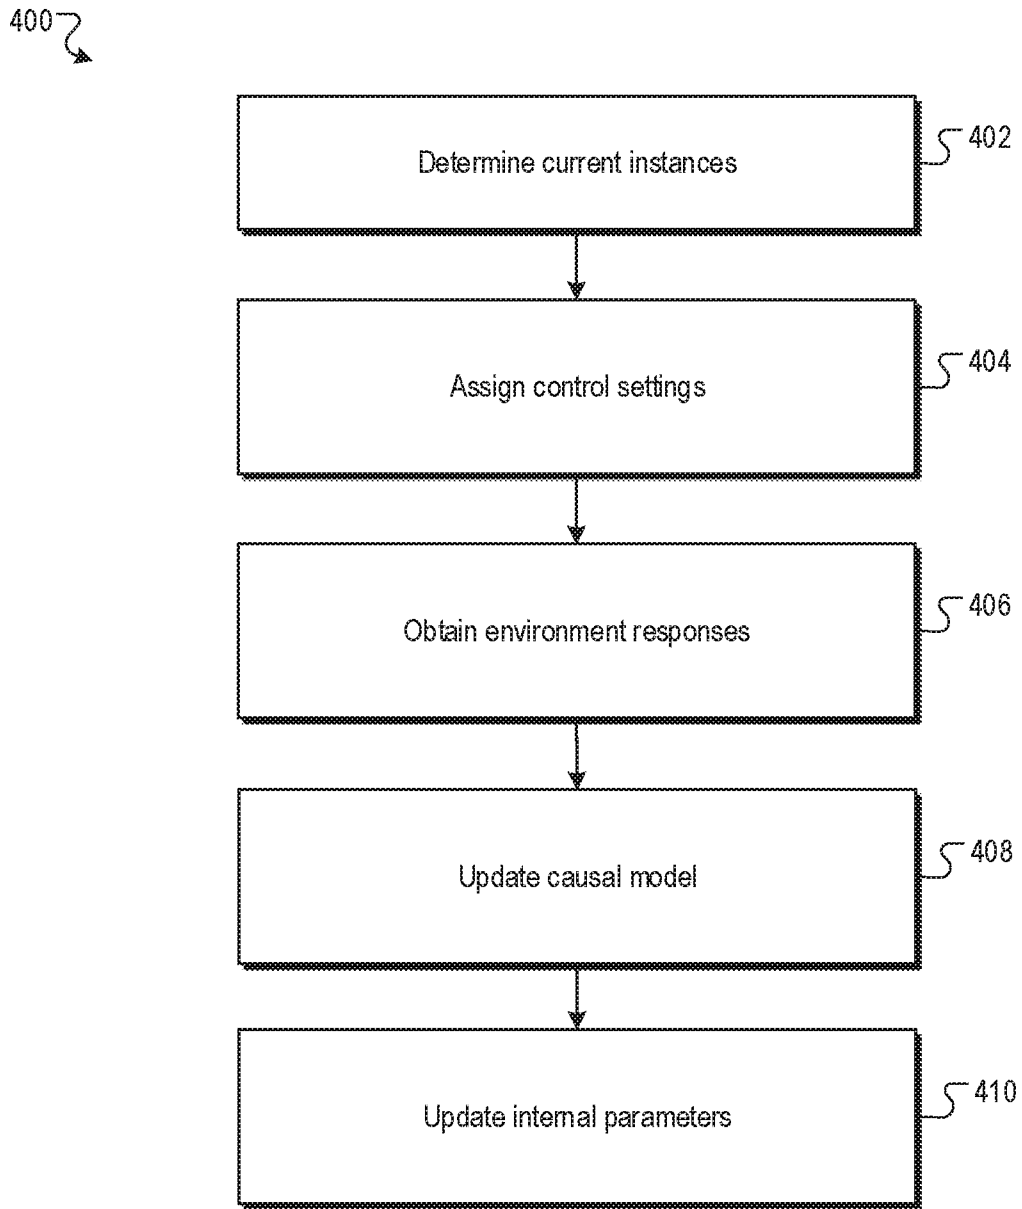 400
Determine current instances
402
Assign control settings
404
Obtain environment responses
406
Update causal model
408
Update internal parameters
410